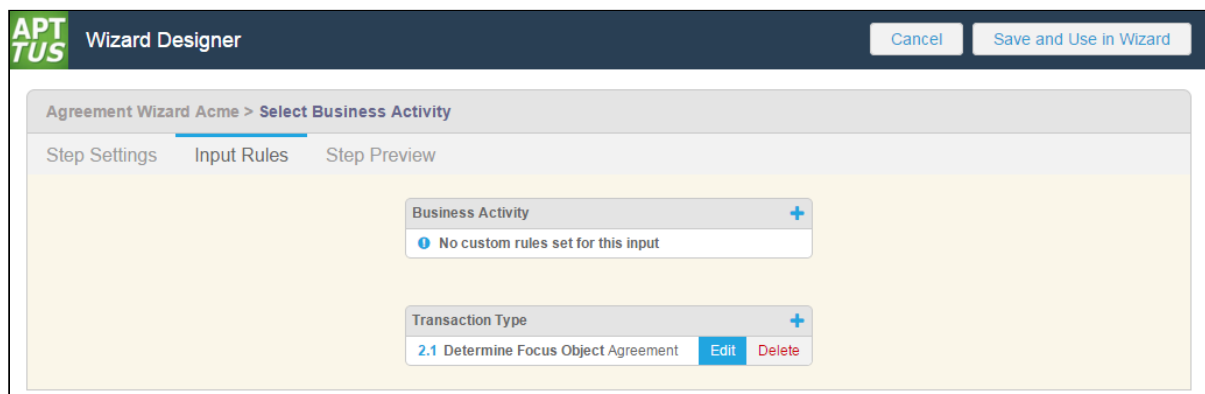 APT
TUS
Wizard Designer
Cancel
Save and Use in Wizard
Agreement Wizard Acme > Select Business Activity
Step Settings
Input Rules
Step Preview
Business Activity
No custom rules set for this input
Transaction Type
2.1 Determine Focus Object Agreement
Edit
Delete